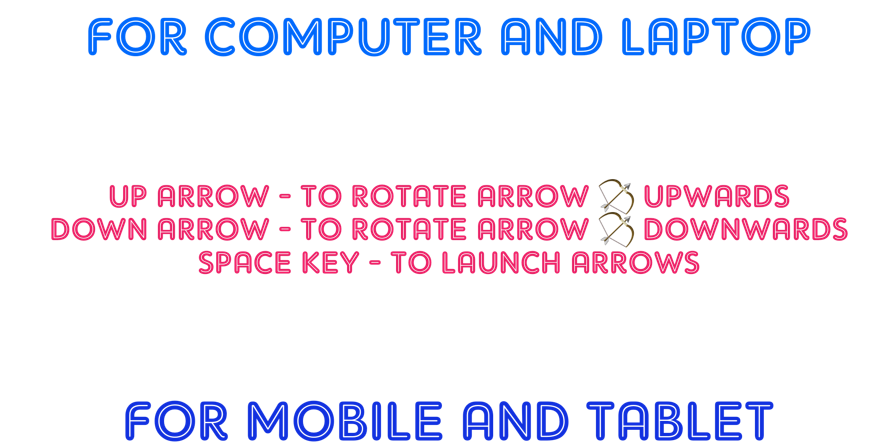 FOR COMPUTER AND LAPTOP
UP ARROW - TO ROTATE ARROW 🏹 UPWARDS
DOWN ARROW - TO ROTATE ARROW 🏹 DOWNWARDS
SPACE KEY - TO LAUNCH ARROWS
FOR MOBILE AND TABLET